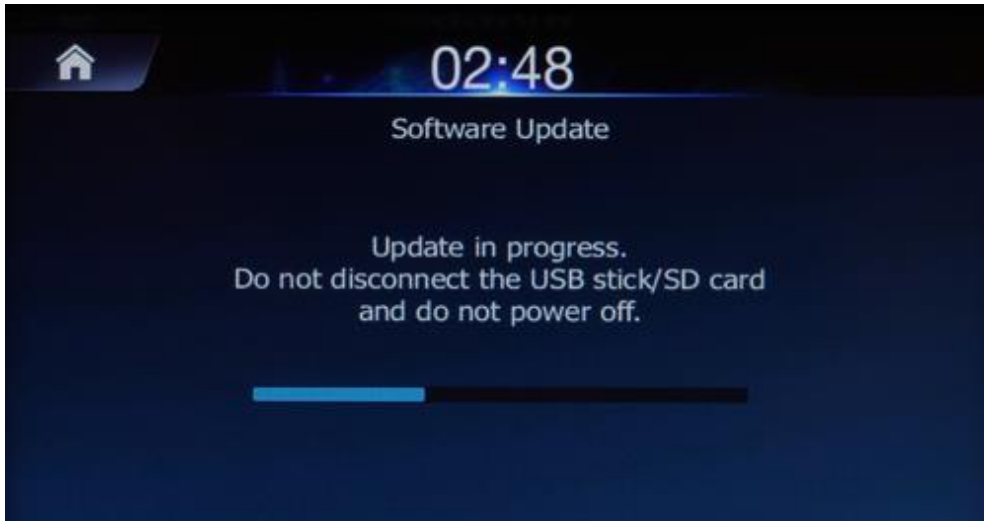 02:48
Software Update
Update in progress.
Do not disconnect the USB stick/SD card
and do not power off.